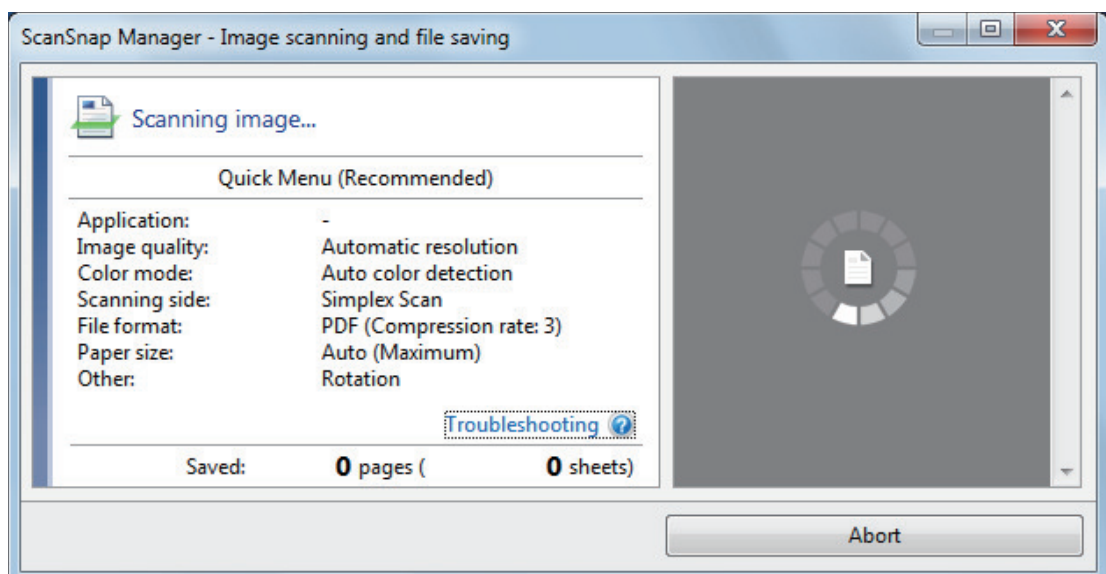 ScanSnap Manager - Image scanning and file saving
Scanning image...
Quick Menu (Recommended)
Application: -
Image quality: Automatic resolution
Color mode: Auto color detection
Scanning side: Simplex Scan
File format: PDF (Compression rate: 3)
Paper size: Auto (Maximum)
Other: Rotation
Troubleshooting ?
Saved: 0 pages ( 0 sheets)
Abort